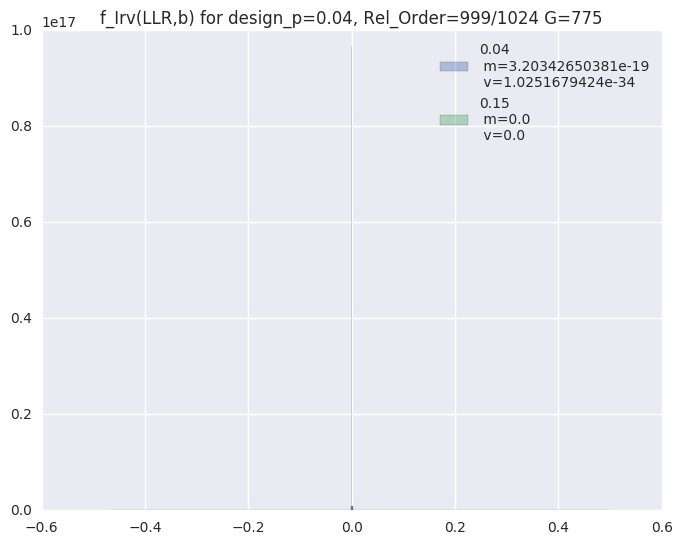 f_Irv(LLR,b) for design_p=0.04, Rel_Order=999/1024 G=775
1e17
1.0
0.8
0.6
0.4
0.2
0.0
0.04
m=3.20342650381e-19
v=1.0251679424e-34
0.15
m=0.0
v=0.0
−0.6
−0.4
−0.2
0.0
0.2
0.4
0.6